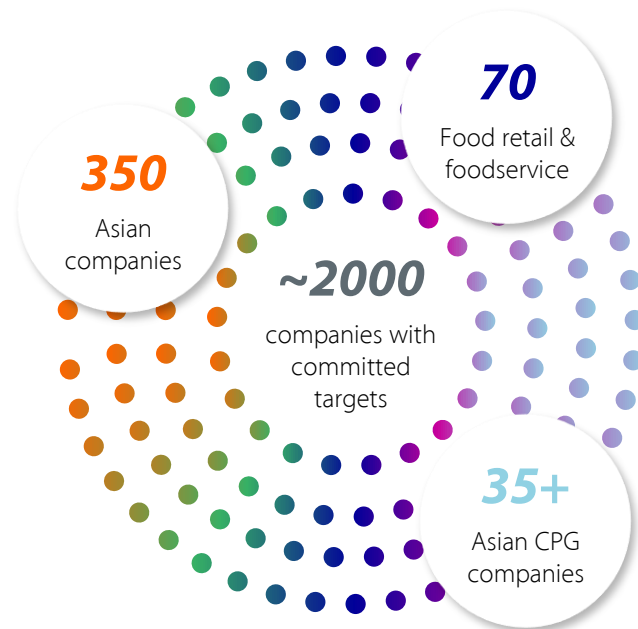 70
Food retail &
foodservice
350
Asian
companies
~2000
companies with
committed
targets
35+
Asian CPG
companies